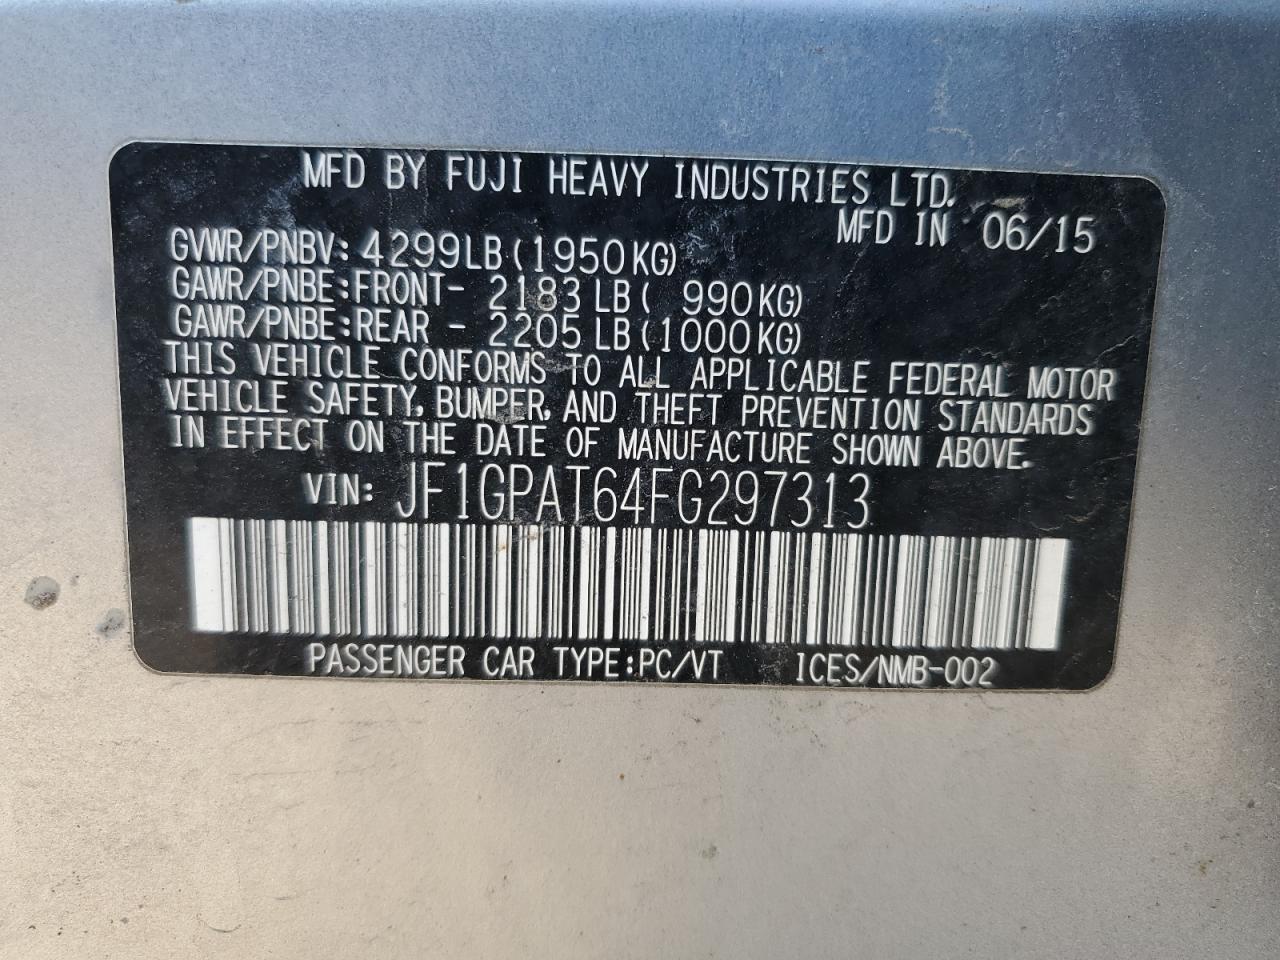 MFD BY FUJI HEAVY INDUSTRIES LTD.
MFD IN 06/15
GVWR/PNBV: 4299LB (1950KG)
GAWR/PNBE:FRONT- 2183 LB ( 990KG)
GAWR/PNBE:REAR - 2205 LB (1000KG)
THIS VEHICLE CONFORMS TO ALL APPLICABLE FEDERAL MOTOR
VEHICLE SAFETY, BUMPER, AND THEFT PREVENTION STANDARDS
IN EFFECT ON THE DATE OF MANUFACTURE SHOWN ABOVE.
VIN: JF1GPAT64FG297313
PASSENGER CAR TYPE:PC/VT ICES/NMB-002